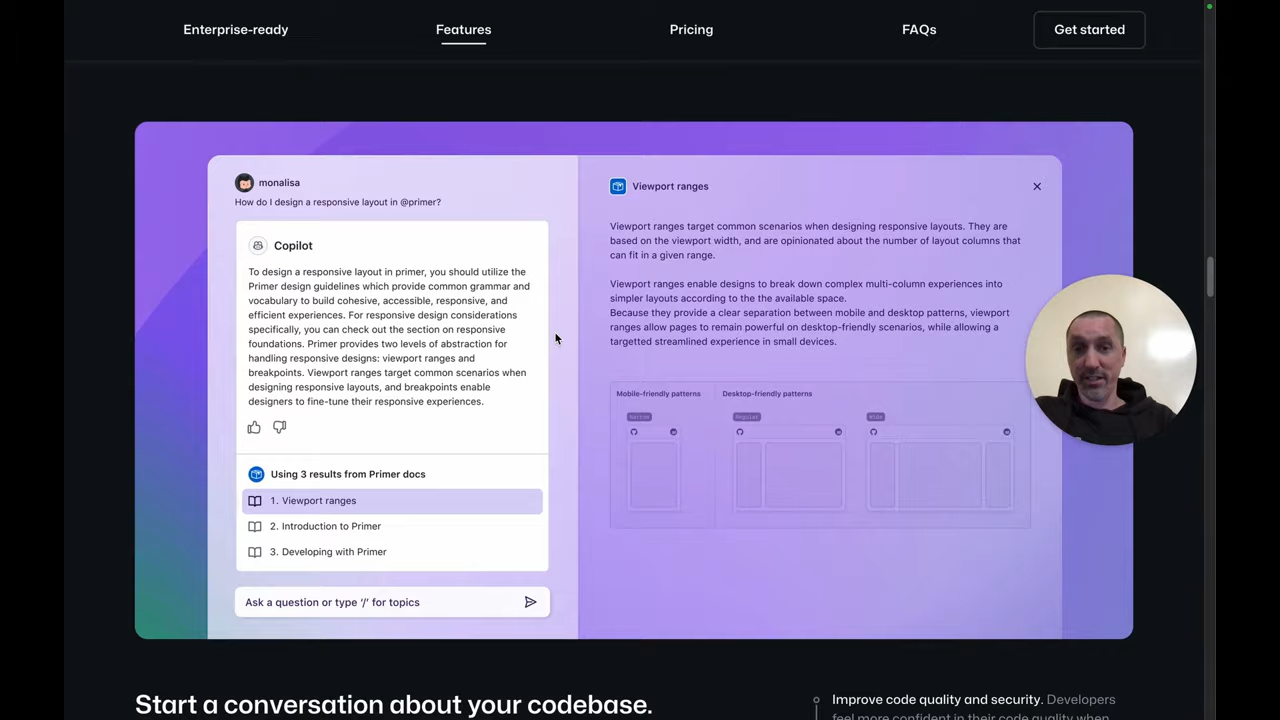 Enterprise-ready
Features
Pricing
FAQs
Get started
monalisa
How do I design a responsive layout in @primer?
Copilot
To design a responsive layout in primer, you should utilize the
Primer design guidelines which provide common grammar and
vocabulary to build cohesive, accessible, responsive, and
efficient experiences. For responsive design considerations
specifically, you can check out the section on responsive
foundations. Primer provides two levels of abstraction for
handling responsive designs: viewport ranges and
breakpoints. Viewport ranges target common scenarios when
designing responsive layouts, and breakpoints enable
designers to fine-tune their responsive experiences.
Using 3 results from Primer docs
1. Viewport ranges
2. Introduction to Primer
3. Developing with Primer
Ask a question or type '/' for topics
Viewport ranges
Viewport ranges target common scenarios when designing responsive layouts. They are
based on the viewport width, and are opinionated about the number of layout columns that
can fit in a given range.
Viewport ranges enable designs to break down complex multi-column experiences into
simpler layouts according to the the available space.
Because they provide a clear separation between mobile and desktop patterns, viewport
ranges allow pages to remain powerful on desktop-friendly scenarios, while allowing a
targetted streamlined experience in small devices.
Mobile-friendly patterns
Desktop-friendly patterns
Narrow
Regular
Wide
Start a conversation about your codebase.
Improve code quality and security. Developers
feel more confident in their code quality when